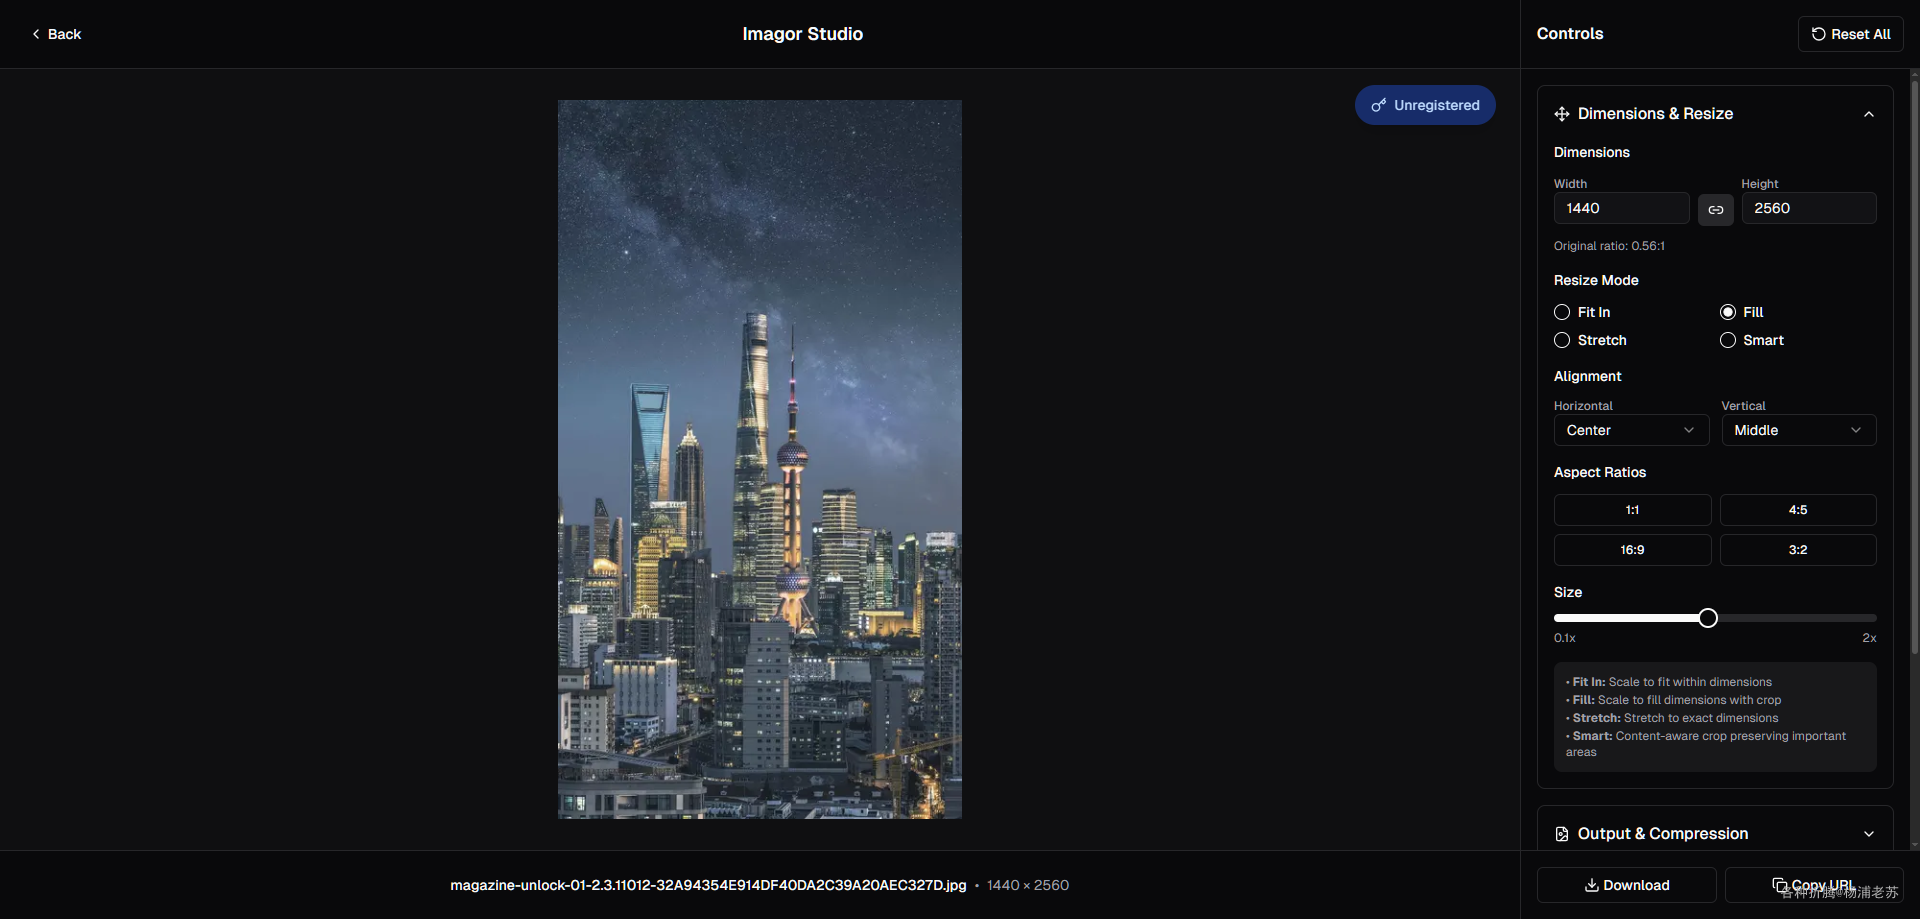 Back
Imagor Studio
Controls
Reset All
Unregistered
Dimensions & Resize
Dimensions
Width
Height
1440
2560
Original ratio: 0.56:1
Resize Mode
Fit In
Fill
Stretch
Smart
Alignment
Horizontal
Vertical
Center
Middle
Aspect Ratios
1:1
4:5
16:9
3:2
Size
0.1x
2x
• Fit In: Scale to fit within dimensions
• Fill: Scale to fill dimensions with crop
• Stretch: Stretch to exact dimensions
• Smart: Content-aware crop preserving important
areas
Output & Compression
magazine-unlock-01-2.3.11012-32A94354E914DF40DA2C39A20AEC327D.jpg • 1440 × 2560
Download
Copy URL
各种折腾@杨浦老苏